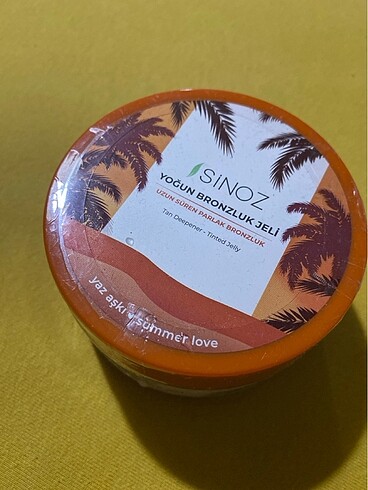 SiNOZ
YOĞUN BRONZLUK JELİ
UZUN SÜREN PARLAK BRONZLUK
Tan Deepener - Tinted Jelly
yaz aşkı - summer love